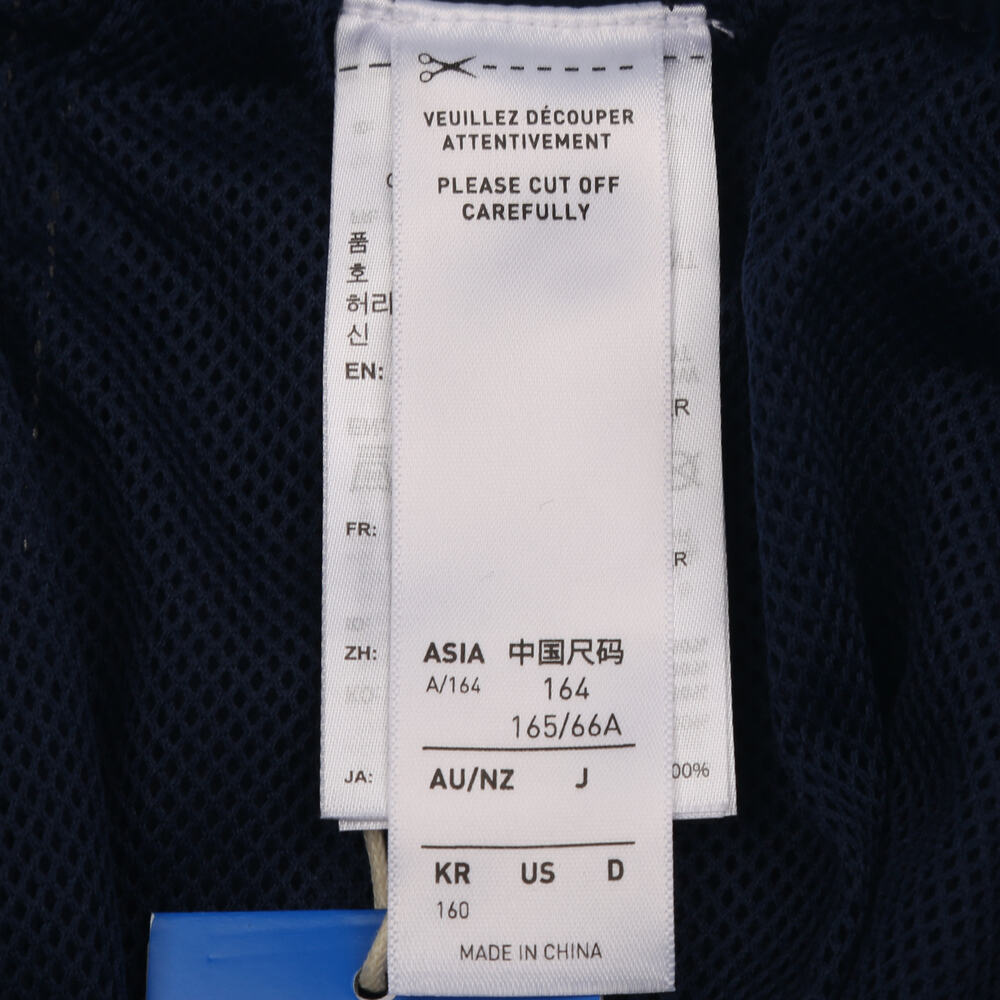 VEUILLEZ DÉCOUPER
ATTENTIVEMENT
PLEASE CUT OFF
CAREFULLY
품
호
허리
신
EN:
R
FR:
R
ZH:
JA:
00%
ASIA 中国尺码
A/164 164
165/66A
AU/NZ J
KR US D
160
MADE IN CHINA